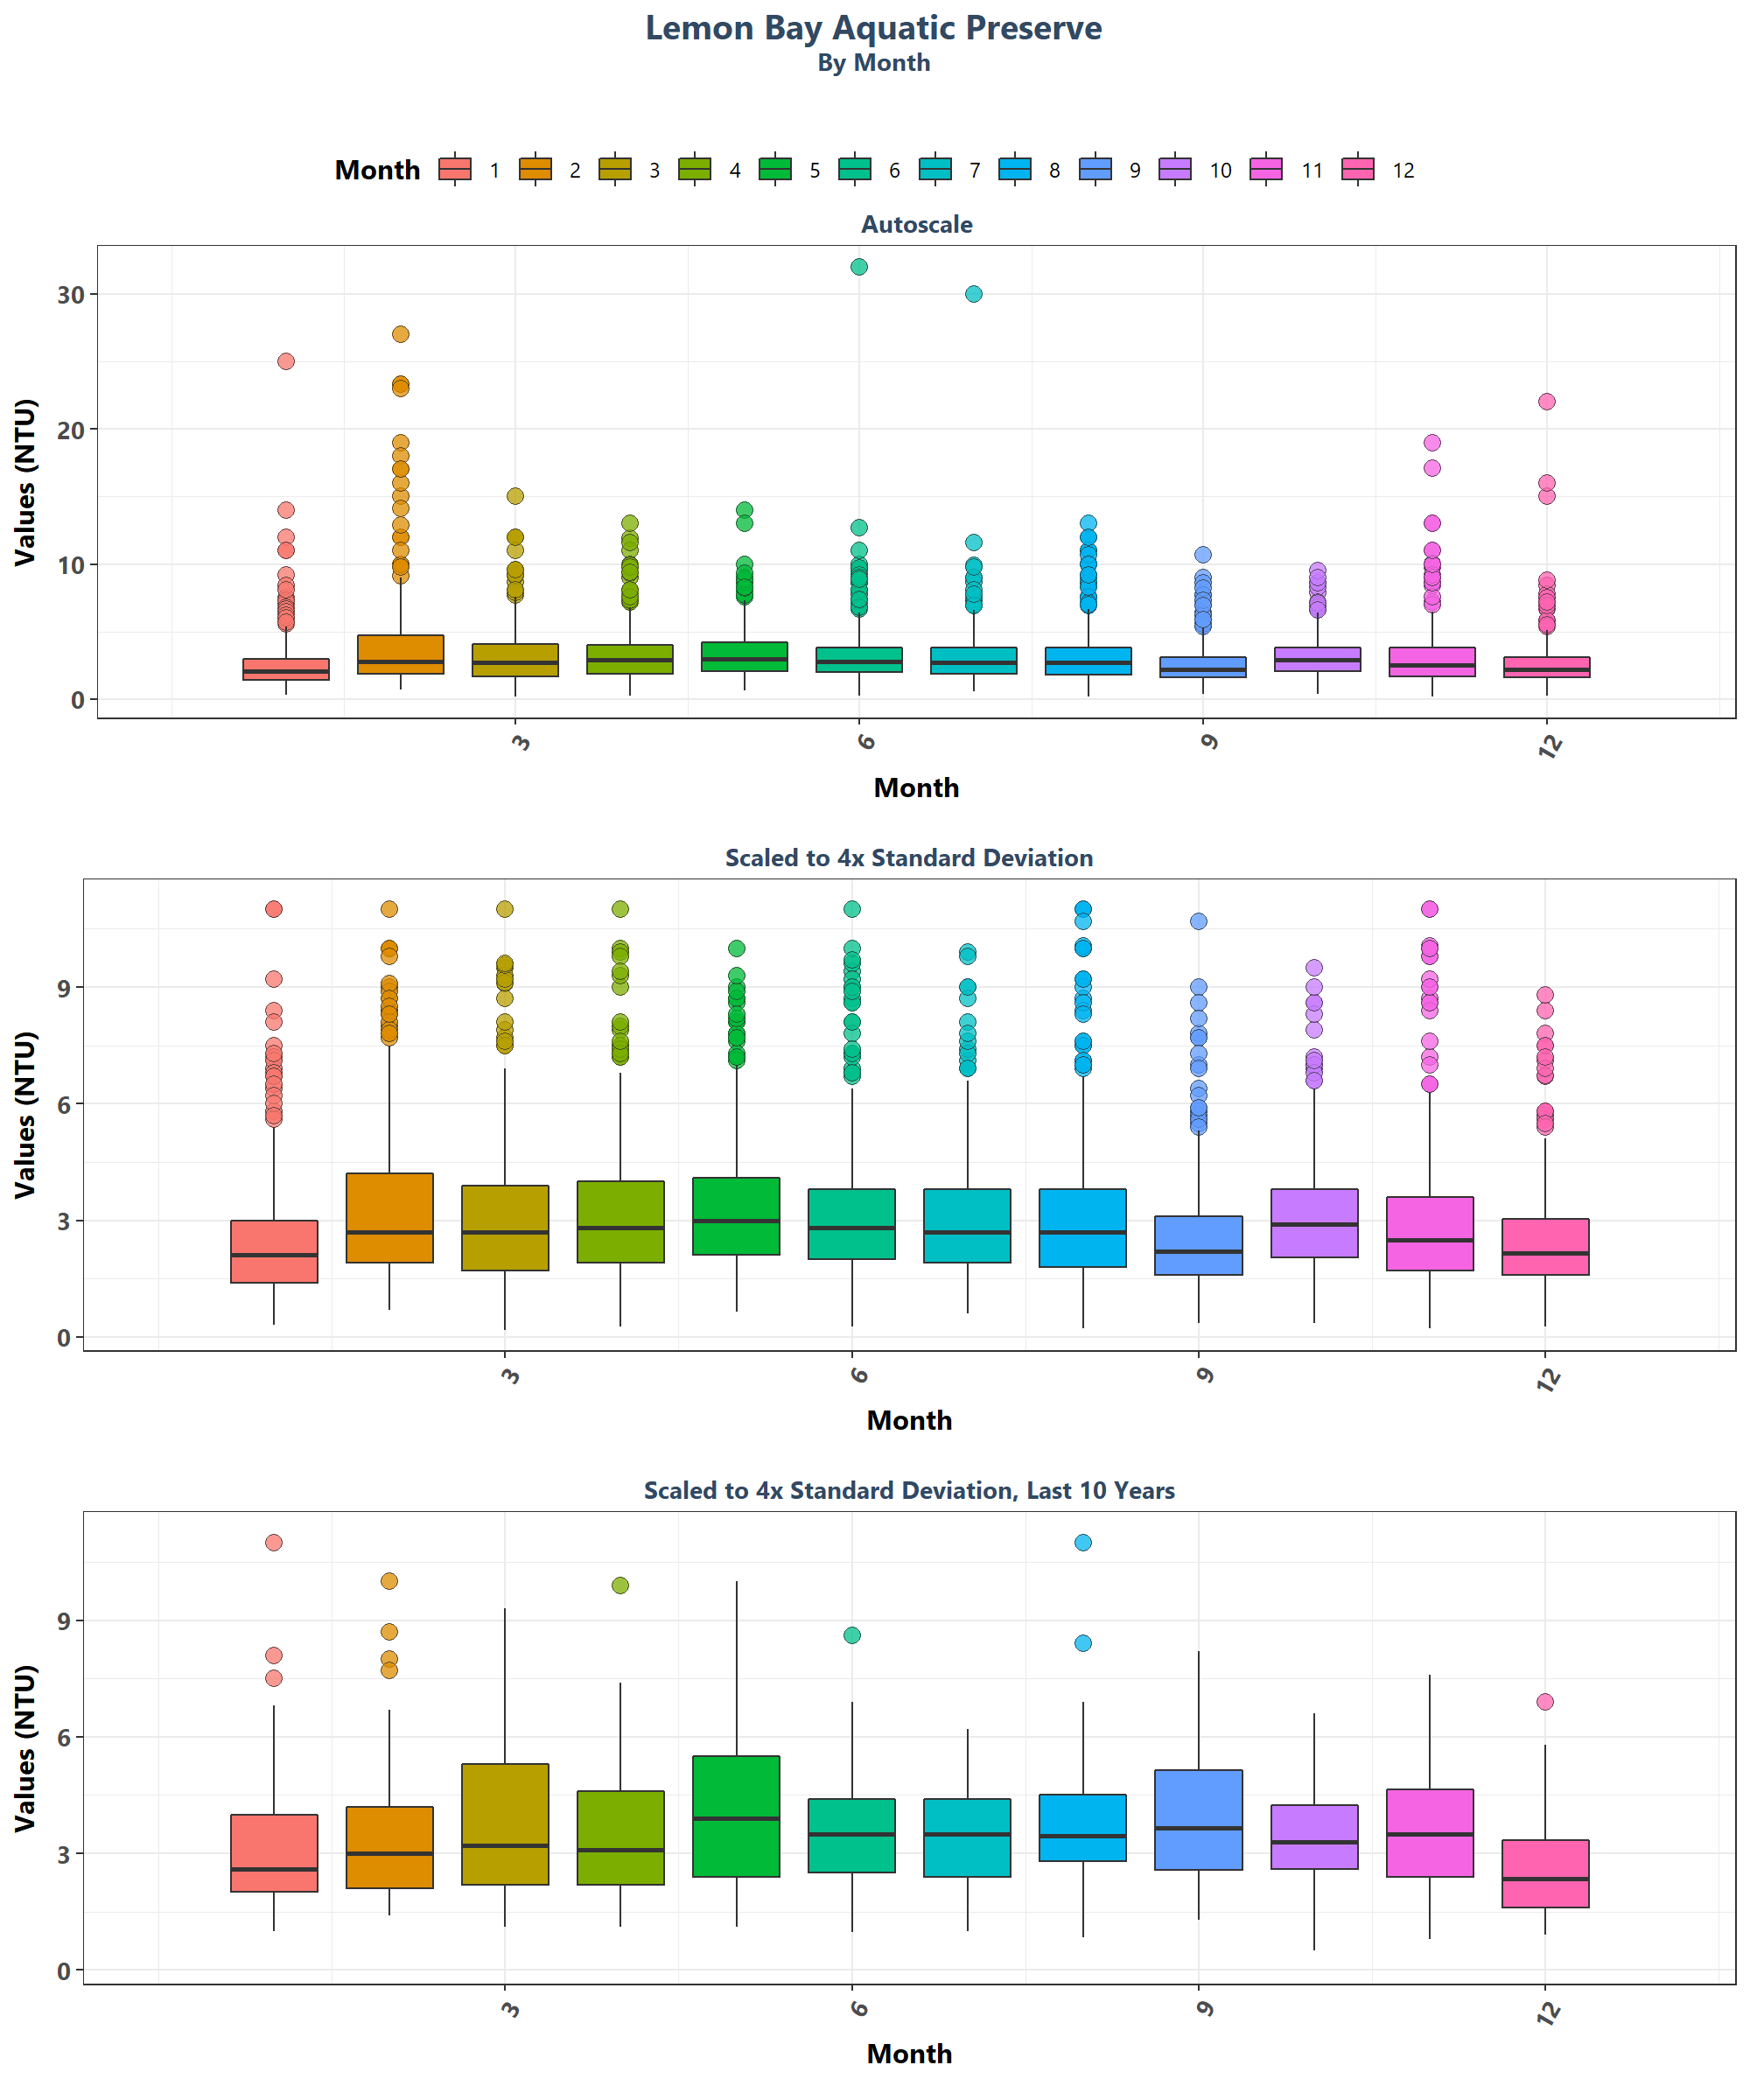 Lemon Bay Aquatic Preserve
By Month
Month 1 2 3 4 5 6 7 8 9 10 11 12
Autoscale
Values (NTU)
30
20
10
0
3 6 9 12
Month
Scaled to 4x Standard Deviation
Values (NTU)
9
6
3
0
3 6 9 12
Month
Scaled to 4x Standard Deviation, Last 10 Years
Values (NTU)
9
6
3
0
3 6 9 12
Month